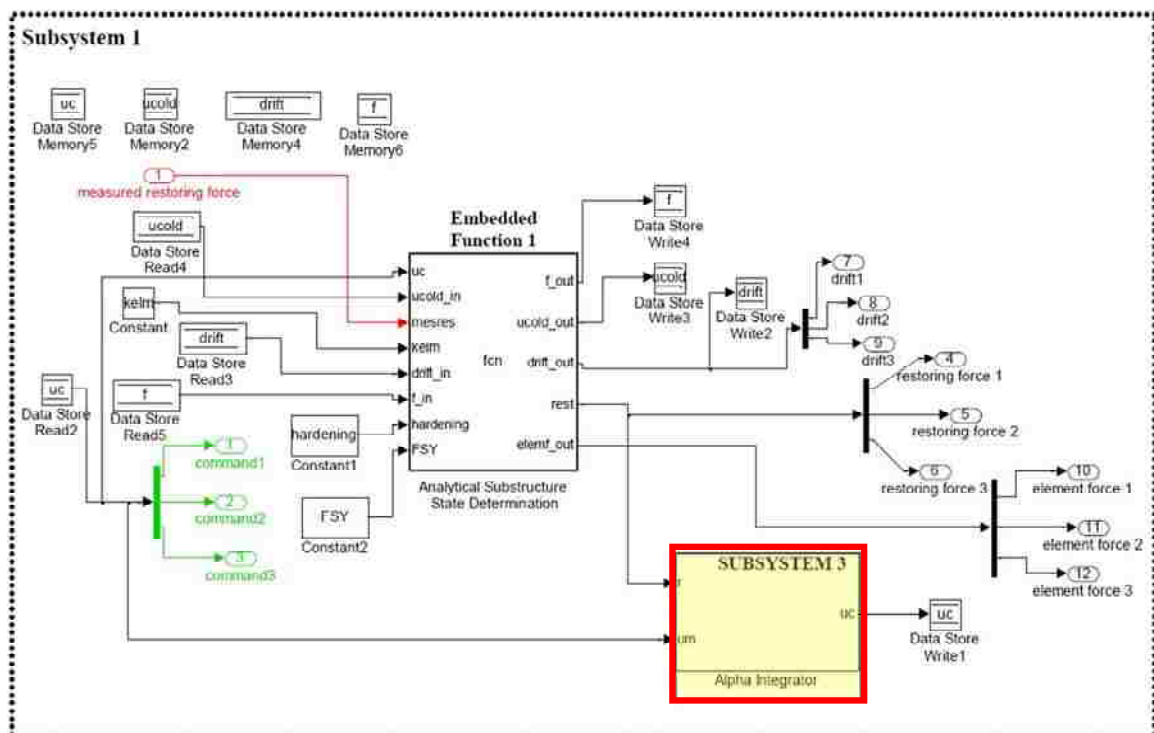 Subsystem 1
uc
Data Store
Memory5
ucold
Data Store
Memory2
drift
Data Store
Memory4
f
Data Store
Memory6
1
measured restoring force
ucold
Data Store
Read4
kelm
Constant
drift
Data Store
Read3
uc
Data Store
Read2
f
Data Store
Read5
hardening
Constant1
FSY
Constant2
1
command1
2
command2
3
command3
Embedded
Function 1
uc
ucold_in
mesres
kelm
drift_in
f_in
hardening
FSY
fcn
f_out
ucold_out
drift_out
rest
elemf_out
Analytical Substructure
State Determination
f
Data Store
Write4
ucold
Data Store
Write3
drift
Data Store
Write2
7
drift1
8
drift2
9
drift3
4
restoring force 1
5
restoring force 2
6
restoring force 3
10
element force 1
11
element force 2
12
element force 3
SUBSYSTEM 3
r
um
uc
Alpha Integrator
uc
Data Store
Write1